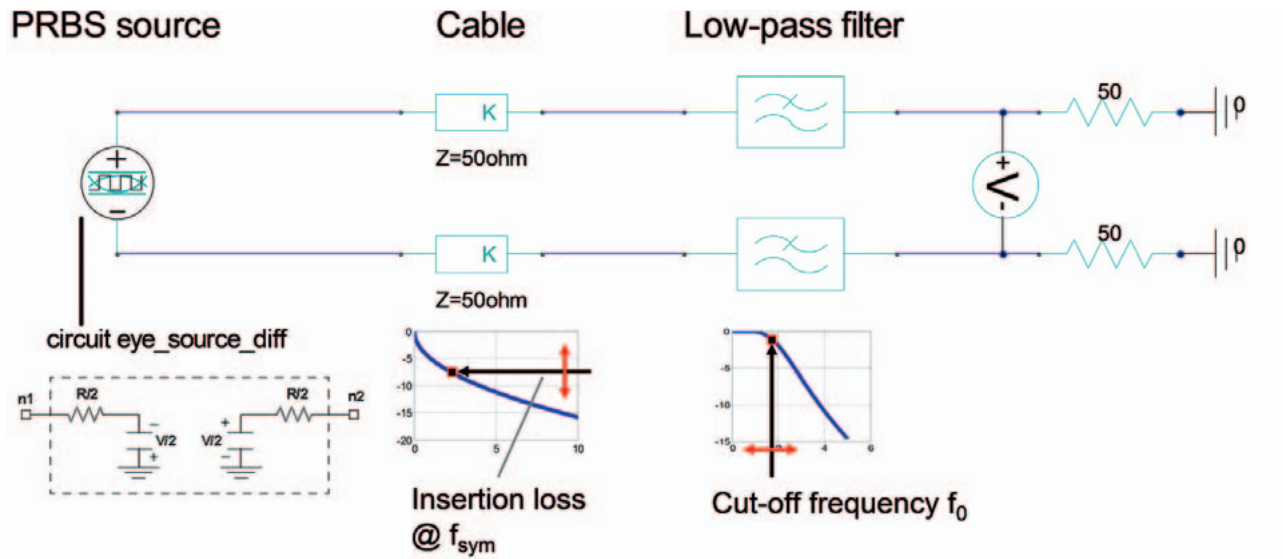 PRBS source
Cable
Low-pass filter
K
Z=50ohm
50
0
+
−
+
V
-
K
Z=50ohm
50
0
circuit eye_source_diff
n1
R/2
−
V/2
+
+
V/2
−
R/2
n2
0
-5
-10
-15
-20
0
10
Insertion loss
@ fsym
0
-5
-10
-15
0
2
4
6
Cut-off frequency f0